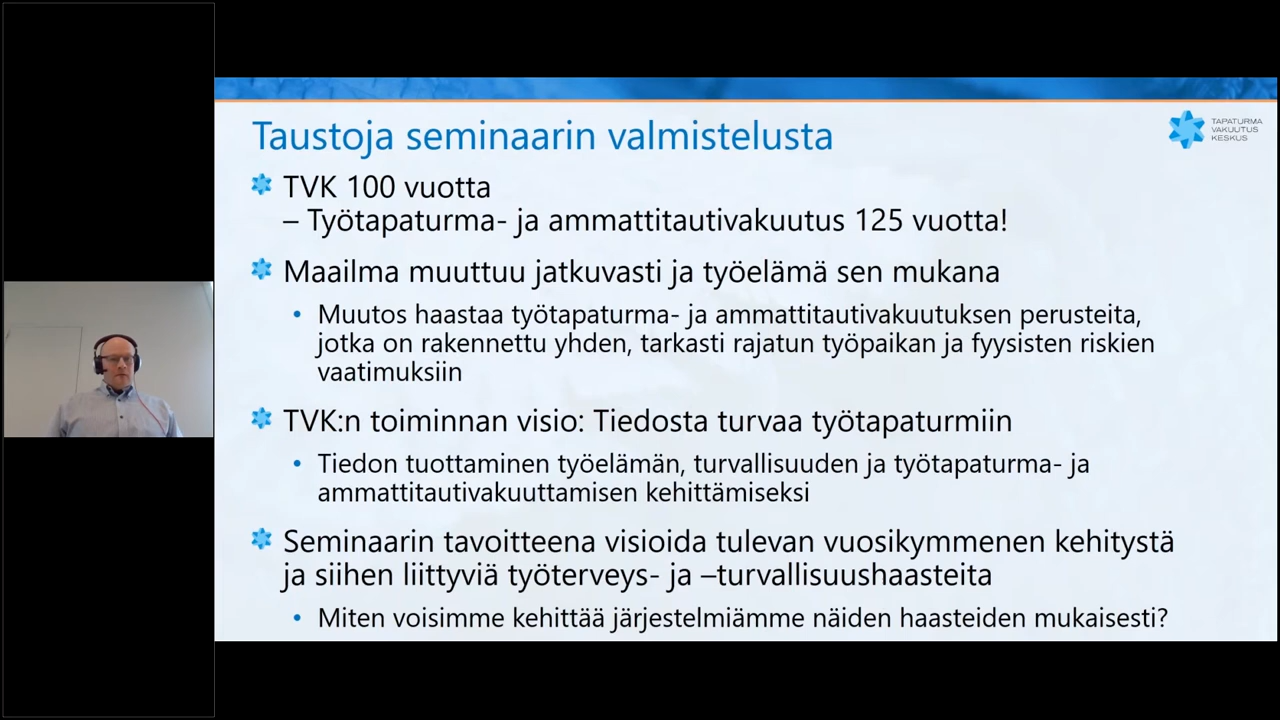 Taustoja seminaarin valmistelusta
TAPATURMA
VAKUUTUS
KESKUS
TVK 100 vuotta
– Työtapaturma- ja ammattitautivakuutus 125 vuotta!
Maailma muuttuu jatkuvasti ja työelämä sen mukana
• Muutos haastaa työtapaturma- ja ammattitautivakuutuksen perusteita,
jotka on rakennettu yhden, tarkasti rajatun työpaikan ja fyysisten riskien
vaatimuksiin
TVK:n toiminnan visio: Tiedosta turvaa työtapaturmiin
• Tiedon tuottaminen työelämän, turvallisuuden ja työtapaturma- ja
ammattitautivakuuttamisen kehittämiseksi
Seminaarin tavoitteena visioida tulevan vuosikymmenen kehitystä
ja siihen liittyviä työterveys- ja –turvallisuushaasteita
• Miten voisimme kehittää järjestelmiämme näiden haasteiden mukaisesti?